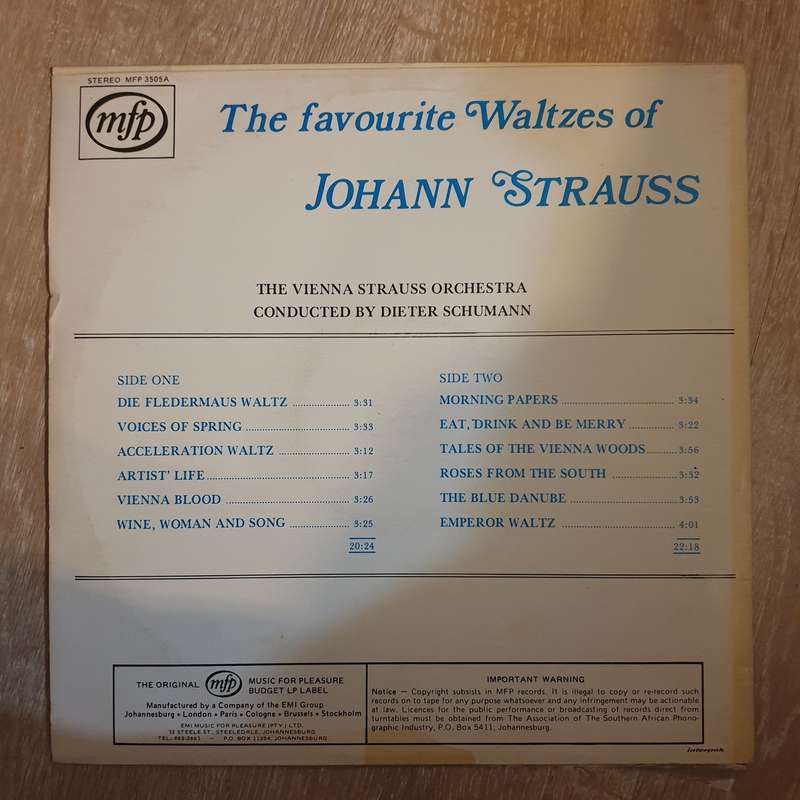 STEREO MFP 3505A
mfp
The favourite Waltzes of
JOHANN STRAUSS
THE VIENNA STRAUSS ORCHESTRA
CONDUCTED BY DIETER SCHUMANN
SIDE ONE
DIE FLEDERMAUS WALTZ .................... 3:31
VOICES OF SPRING .................................... 3:33
ACCELERATION WALTZ ......................... 3:12
ARTIST' LIFE................................................ 3:17
VIENNA BLOOD .......................................... 3:26
WINE, WOMAN AND SONG ..................... 3:25
20:24
SIDE TWO
MORNING PAPERS ....................................... 3:34
EAT, DRINK AND BE MERRY ................. 3:22
TALES OF THE VIENNA WOODS........... 3:56
ROSES FROM THE SOUTH ...................... 3:32
THE BLUE DANUBE .................................... 3:53
EMPEROR WALTZ ....................................... 4:01
22:18
THE ORIGINAL mfp MUSIC FOR PLEASURE
BUDGET LP LABEL
Manufactured by a Company of the EMI Group
Johannesburg • London • Paris • Cologne • Brussels • Stockholm
EMI MUSIC FOR PLEASURE (PTY.) LTD.
12 STEELE ST., STEELEDALE, JOHANNESBURG
P.O. BOX 11254, JOHANNESBURG
IMPORTANT WARNING
Notice — Copyright subsists in MFP records. It is illegal to copy or re-record such
records on to tape for any purpose whatsoever and any infringement may be actionable
at law. Licences for the public performance or broadcasting of records direct from
turntables must be obtained from The Association of The Southern African Phono-
graphic Industry, P.O. Box 5411, Johannesburg.
interpak